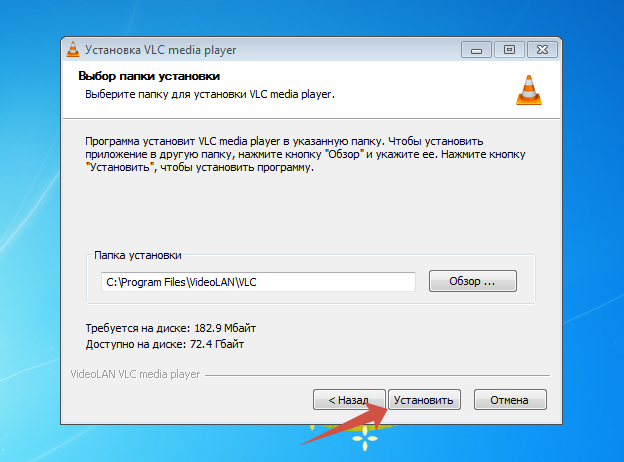 Установка VLC media player
Выбор папки установки
Выберите папку для установки VLC media player.
Программа установит VLC media player в указанную папку. Чтобы установить
приложение в другую папку, нажмите кнопку "Обзор" и укажите ее. Нажмите кнопку
"Установить", чтобы установить программу.
Папка установки
C:\Program Files\VideoLAN\VLC
Обзор ...
Требуется на диске: 182.9 Мбайт
Доступно на диске: 72.4 Гбайт
VideoLAN VLC media player
< Назад
Установить
Отмена